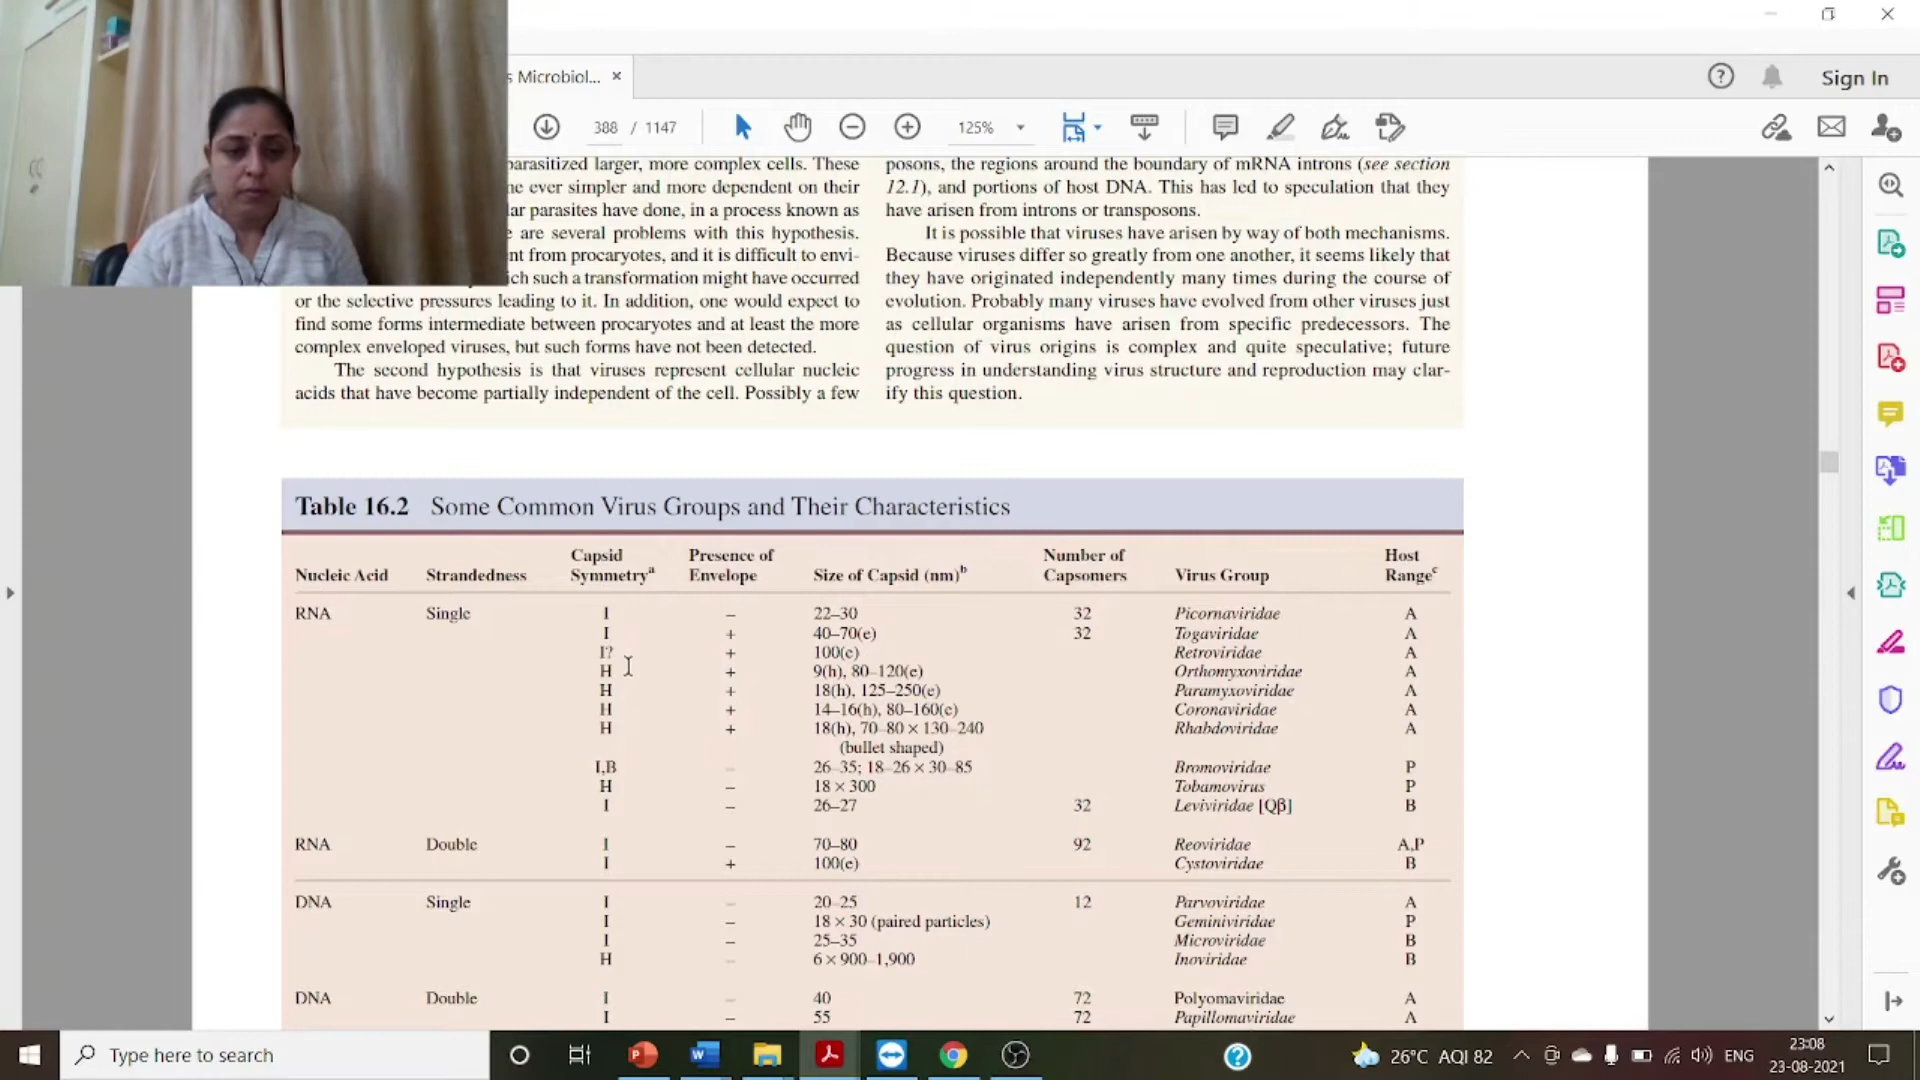 s Microbiol... ×
Sign In
388 / 1147
125%
parasitized larger, more complex cells. These
e ever simpler and more dependent on their
lar parasites have done, in a process known as
e are several problems with this hypothesis.
nt from procaryotes, and it is difficult to envi-
ich such a transformation might have occurred
or the selective pressures leading to it. In addition, one would expect to
find some forms intermediate between procaryotes and at least the more
complex enveloped viruses, but such forms have not been detected.
The second hypothesis is that viruses represent cellular nucleic
acids that have become partially independent of the cell. Possibly a few
posons, the regions around the boundary of mRNA introns (see section
12.1), and portions of host DNA. This has led to speculation that they
have arisen from introns or transposons.
It is possible that viruses have arisen by way of both mechanisms.
Because viruses differ so greatly from one another, it seems likely that
they have originated independently many times during the course of
evolution. Probably many viruses have evolved from other viruses just
as cellular organisms have arisen from specific predecessors. The
question of virus origins is complex and quite speculative; future
progress in understanding virus structure and reproduction may clar-
ify this question.
Table 16.2 Some Common Virus Groups and Their Characteristics
Nucleic Acid Strandedness Capsid Symmetryᵃ Presence of Envelope Size of Capsid (nm)ᵇ Number of Capsomers Virus Group Host Rangeᶜ
RNA Single I – 22–30 32 Picornaviridae A
I + 40–70(e) 32 Togaviridae A
I? + 100(e) Retroviridae A
H + 9(h), 80–120(e) Orthomyxoviridae A
H + 18(h), 125–250(e) Paramyxoviridae A
H + 14–16(h), 80–160(e) Coronaviridae A
H + 18(h), 70–80 × 130–240 Rhabdoviridae A
(bullet shaped)
I,B – 26–35; 18–26 × 30–85 Bromoviridae P
H – 18 × 300 Tobamovirus P
I – 26–27 32 Leviviridae [Qβ] B
RNA Double I – 70–80 92 Reoviridae A,P
I + 100(e) Cystoviridae B
DNA Single I – 20–25 12 Parvoviridae A
I – 18 × 30 (paired particles) Geminiviridae P
I – 25–35 Microviridae B
H – 6 × 900–1,900 Inoviridae B
DNA Double I – 40 72 Polyomaviridae A
I – 55 72 Papillomaviridae A
Type here to search
26°C AQI 82
ENG
23:08
23-08-2021